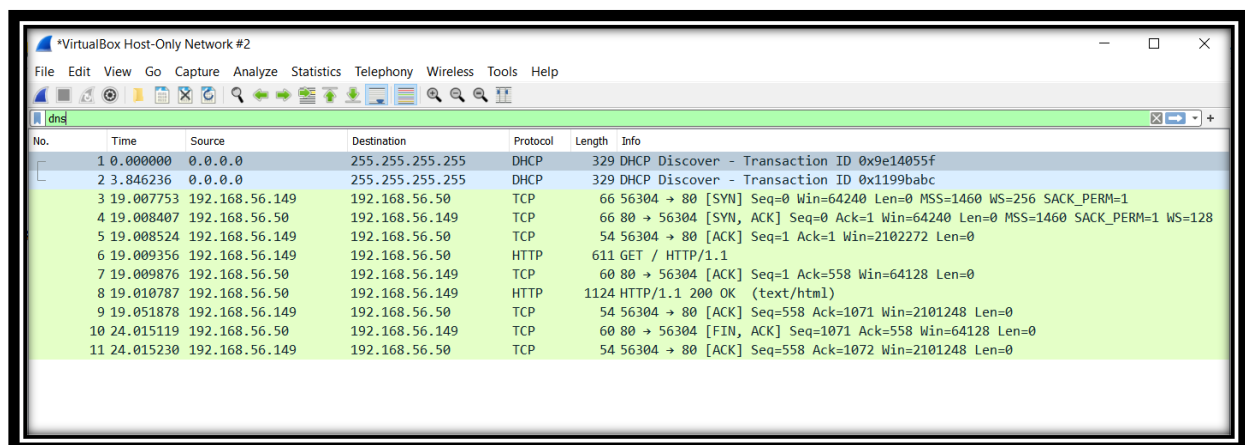 *VirtualBox Host-Only Network #2
File Edit View Go Capture Analyze Statistics Telephony Wireless Tools Help
dns
No. Time Source Destination Protocol Length Info
1 0.000000 0.0.0.0 255.255.255.255 DHCP 329 DHCP Discover - Transaction ID 0x9e14055f
2 3.846236 0.0.0.0 255.255.255.255 DHCP 329 DHCP Discover - Transaction ID 0x1199babc
3 19.007753 192.168.56.149 192.168.56.50 TCP 66 56304 → 80 [SYN] Seq=0 Win=64240 Len=0 MSS=1460 WS=256 SACK_PERM=1
4 19.008407 192.168.56.50 192.168.56.149 TCP 66 80 → 56304 [SYN, ACK] Seq=0 Ack=1 Win=64240 Len=0 MSS=1460 SACK_PERM=1 WS=128
5 19.008524 192.168.56.149 192.168.56.50 TCP 54 56304 → 80 [ACK] Seq=1 Ack=1 Win=2102272 Len=0
6 19.009356 192.168.56.149 192.168.56.50 HTTP 611 GET / HTTP/1.1
7 19.009876 192.168.56.50 192.168.56.149 TCP 60 80 → 56304 [ACK] Seq=1 Ack=558 Win=64128 Len=0
8 19.010787 192.168.56.50 192.168.56.149 HTTP 1124 HTTP/1.1 200 OK (text/html)
9 19.051878 192.168.56.149 192.168.56.50 TCP 54 56304 → 80 [ACK] Seq=558 Ack=1071 Win=2101248 Len=0
10 24.015119 192.168.56.50 192.168.56.149 TCP 60 80 → 56304 [FIN, ACK] Seq=1071 Ack=558 Win=64128 Len=0
11 24.015230 192.168.56.149 192.168.56.50 TCP 54 56304 → 80 [ACK] Seq=558 Ack=1072 Win=2101248 Len=0